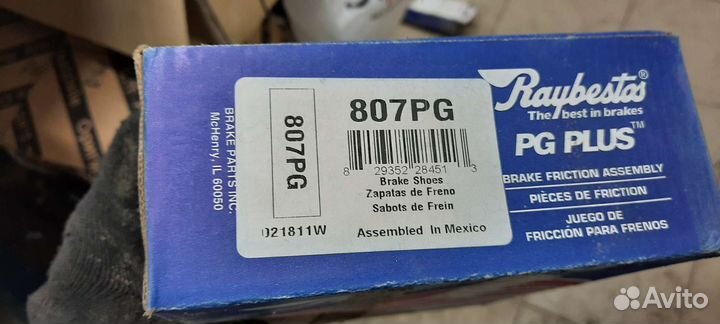 BRAKE PARTS INC.
McHenry, IL 60050
807PG
807PG
8 29352 28451 3
Brake Shoes
Zapatas de Freno
Sabots de Frein
021811W
Assembled In Mexico
Raybestos®
The best in brakes
PG PLUS™
BRAKE FRICTION ASSEMBLY
PIÈCES DE FRICTION
JUEGO DE
FRICCIÓN PARA FRENOS
Avito